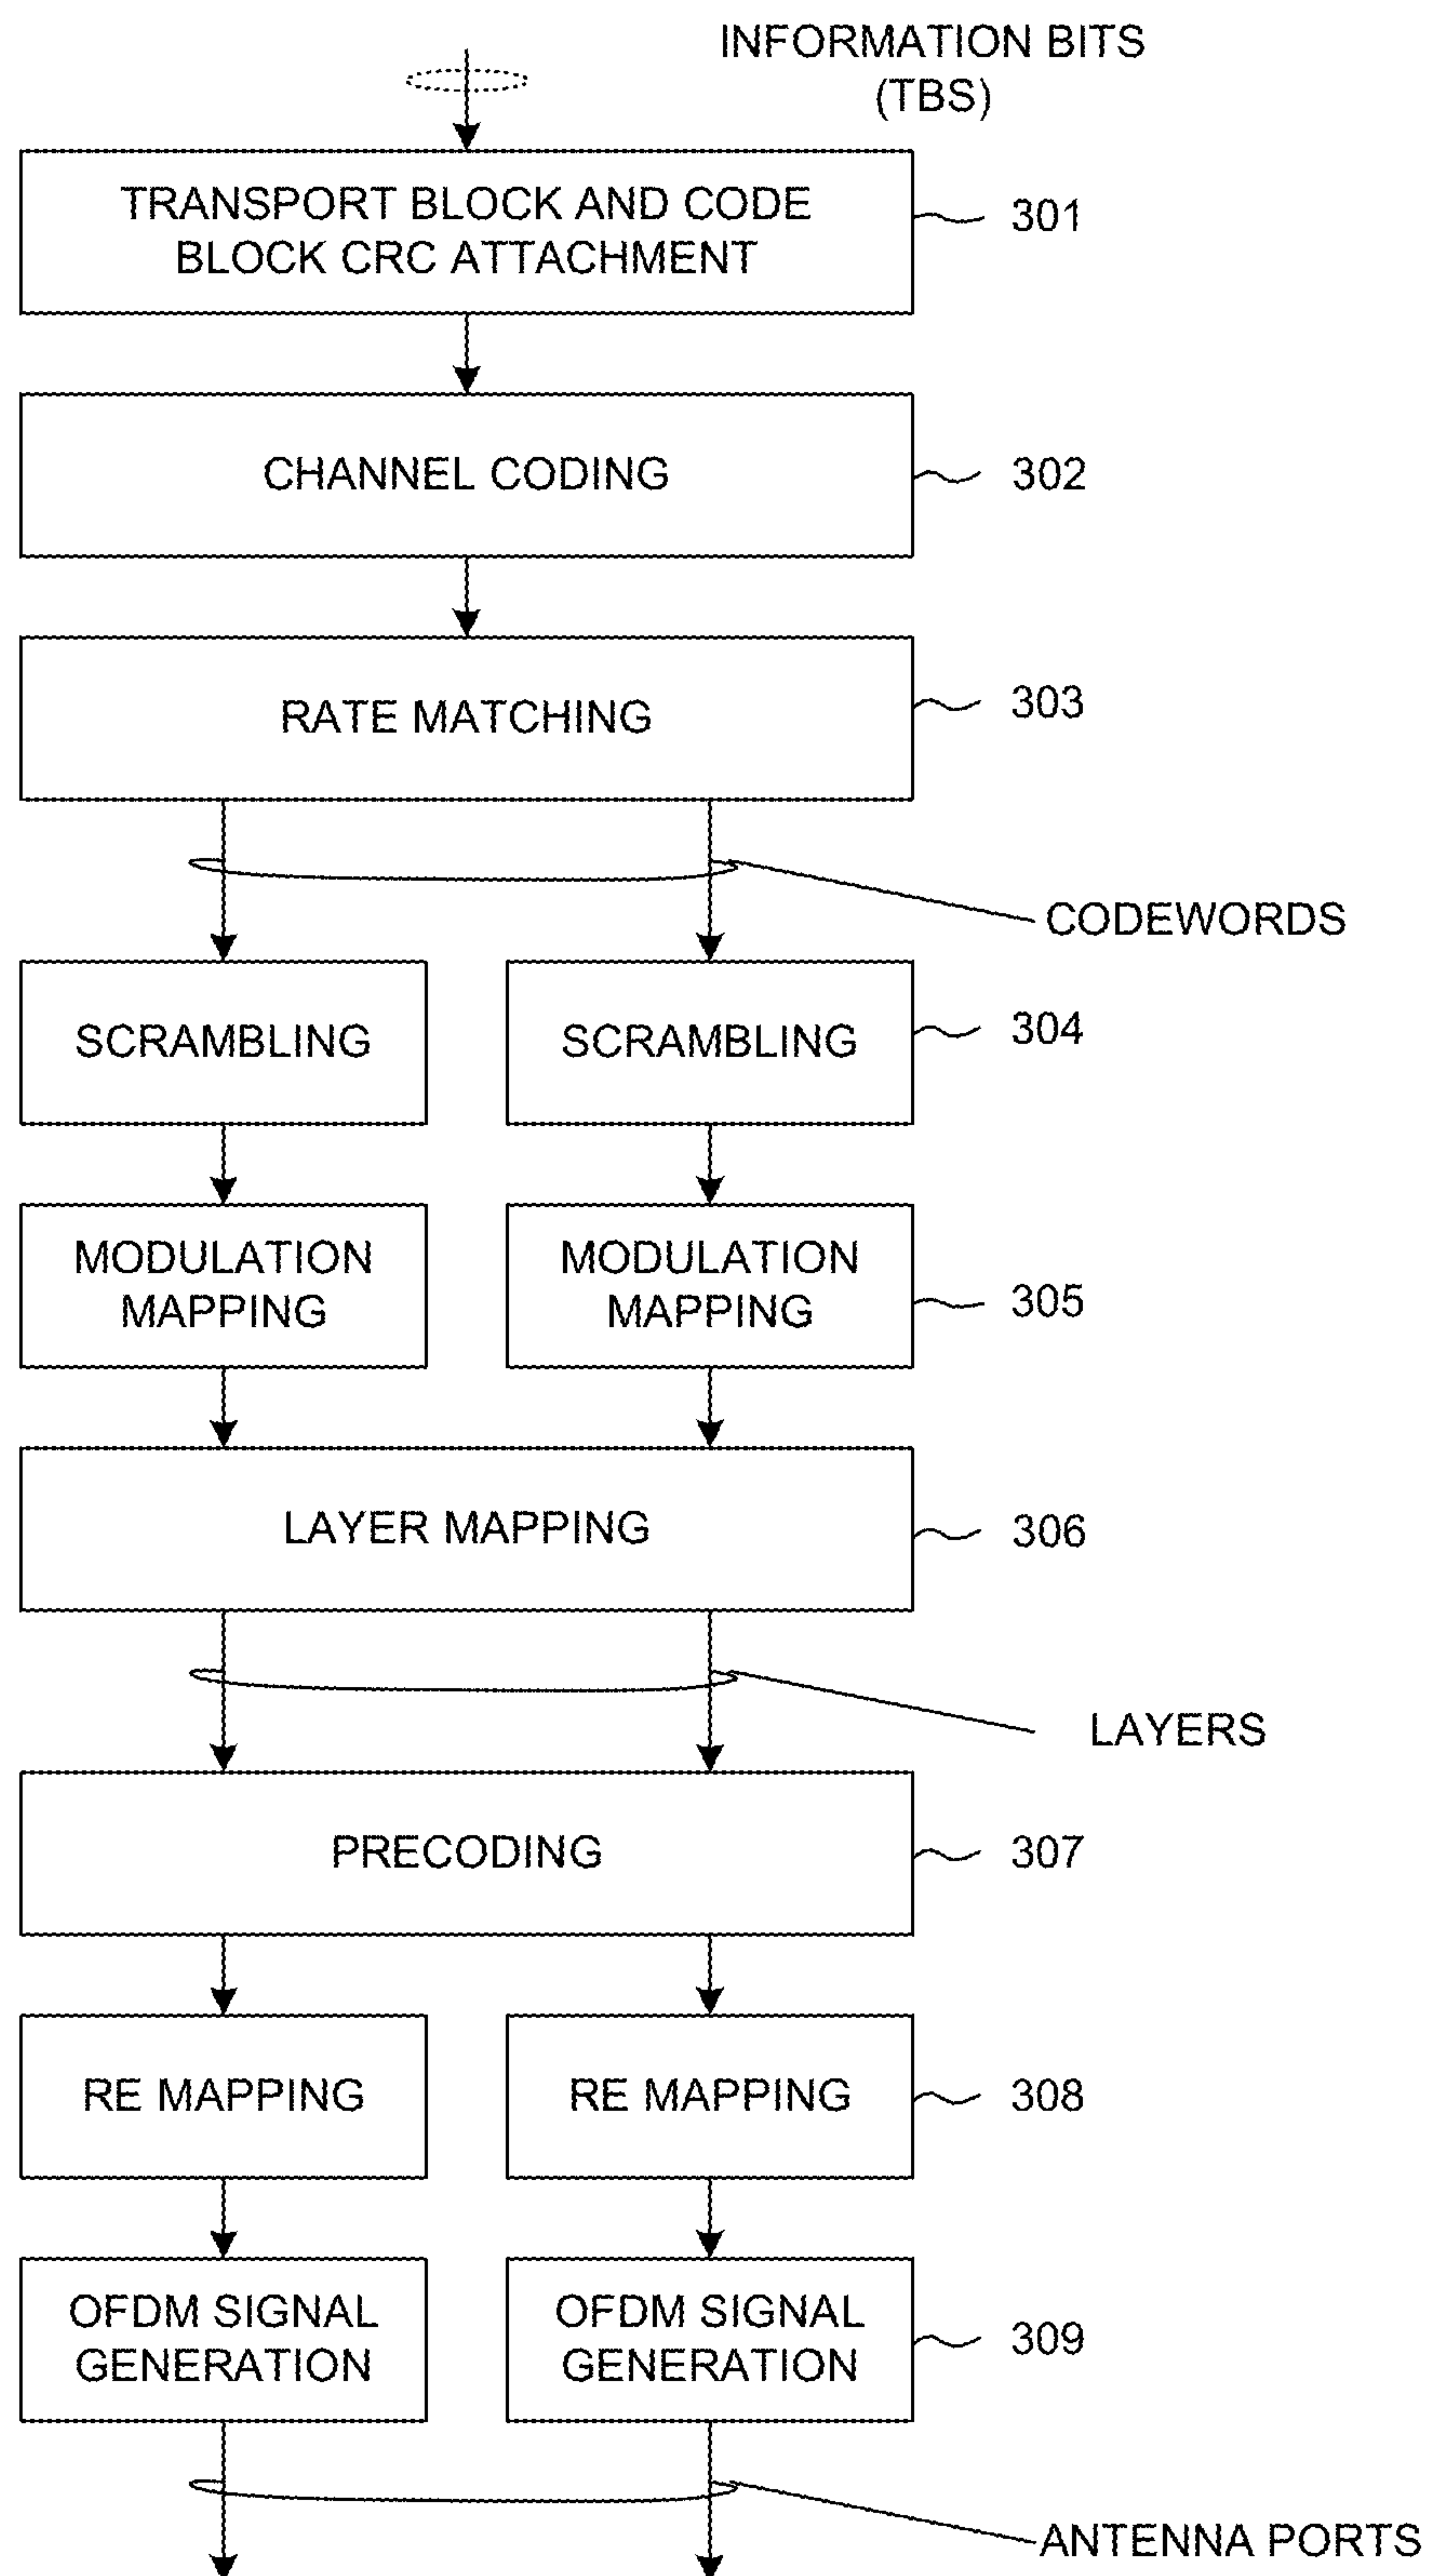 INFORMATION BITS
(TBS)
TRANSPORT BLOCK AND CODE
BLOCK CRC ATTACHMENT
301
CHANNEL CODING
302
RATE MATCHING
303
CODEWORDS
SCRAMBLING
SCRAMBLING
304
MODULATION
MAPPING
MODULATION
MAPPING
305
LAYER MAPPING
306
LAYERS
PRECODING
307
RE MAPPING
RE MAPPING
308
OFDM SIGNAL
GENERATION
OFDM SIGNAL
GENERATION
309
ANTENNA PORTS